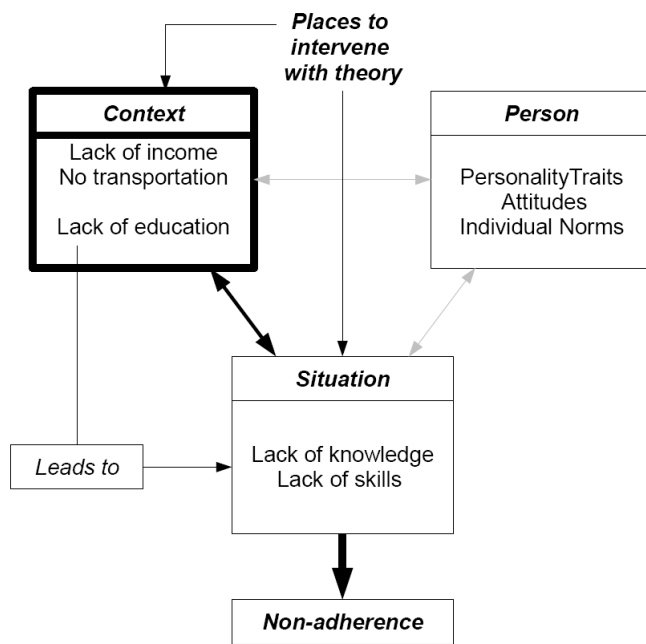 Places to
intervene
with theory
Context
Lack of income
No transportation
Lack of education
Person
PersonalityTraits
Attitudes
Individual Norms
Situation
Lack of knowledge
Lack of skills
Leads to
Non-adherence